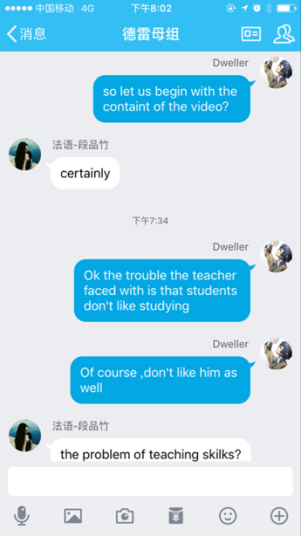 中国移动 4G 下午8:02
消息 德雷母组
Dweller
so let us begin with the
containt of the video?
法语-段品竹
certainly
下午7:34
Dweller
Ok the trouble the teacher
faced with is that students
don't like studying
Dweller
Of course ,don't like him as
well
法语-段品竹
the problem of teaching skilks?